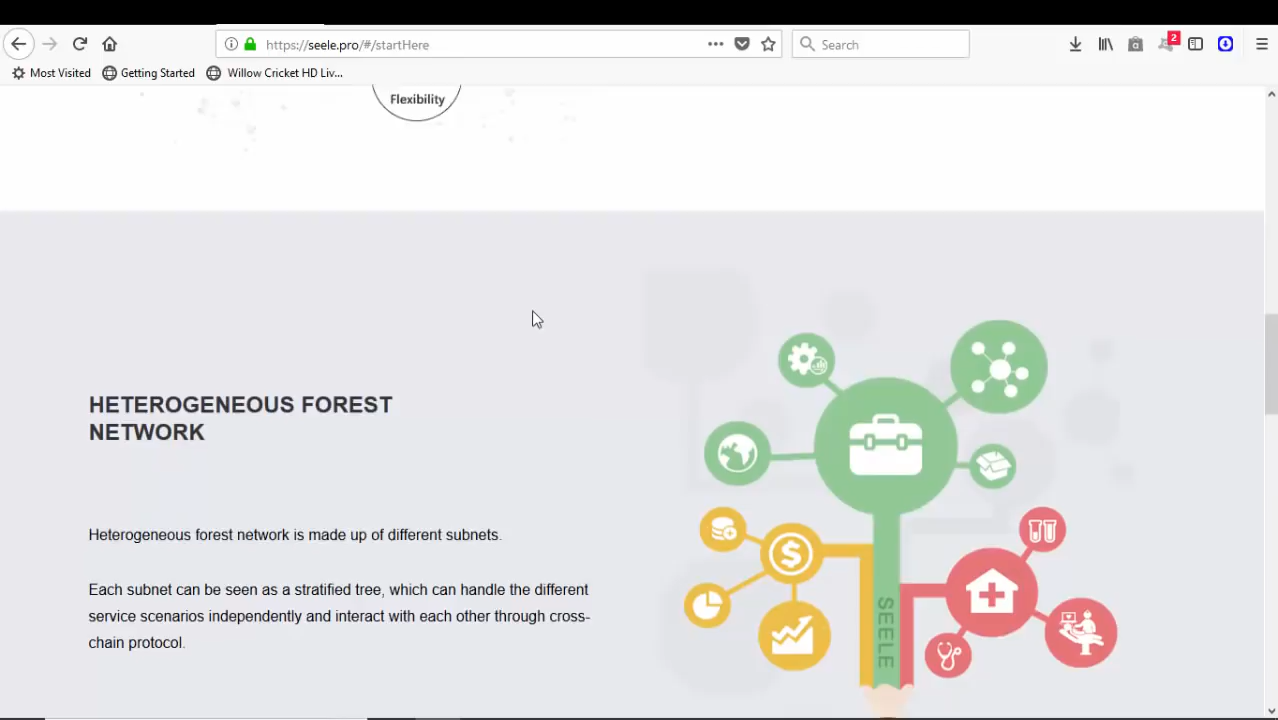 https://seele.pro/#/startHere
Search
2
Most Visited
Getting Started
Willow Cricket HD Liv...
Flexibility
HETEROGENEOUS FOREST
NETWORK
Heterogeneous forest network is made up of different subnets.
Each subnet can be seen as a stratified tree, which can handle the different
service scenarios independently and interact with each other through cross-
chain protocol.
$
SEELE